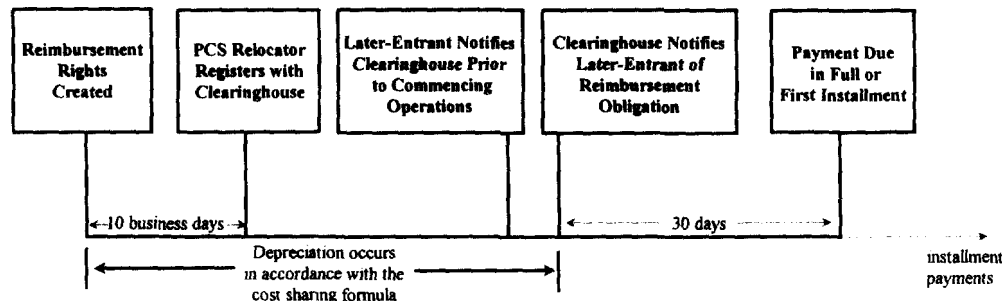 Reimbursement
Rights
Created
PCS Relocator
Registers with
Clearinghouse
Later-Entrant Notifies
Clearinghouse Prior
to Commencing
Operations
Clearinghouse Notifies
Later-Entrant of
Reimbursement
Obligation
Payment Due
in Full or
First Installment
10 business days
30 days
Depreciation occurs
in accordance with the
cost sharing formula
installment
payments